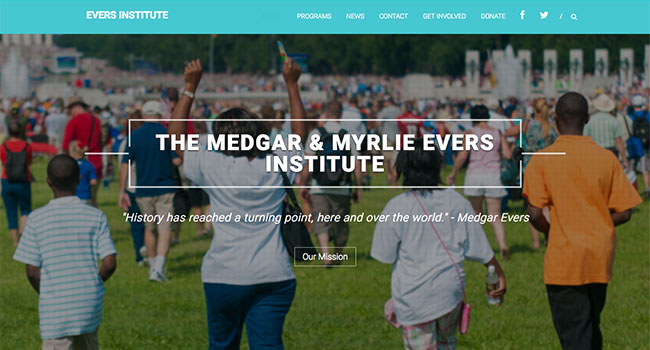 EVERS INSTITUTE
PROGRAMS NEWS CONTACT GET INVOLVED DONATE /
THE MEDGAR & MYRLIE EVERS
INSTITUTE
"History has reached a turning point, here and over the world." - Medgar Evers
Our Mission